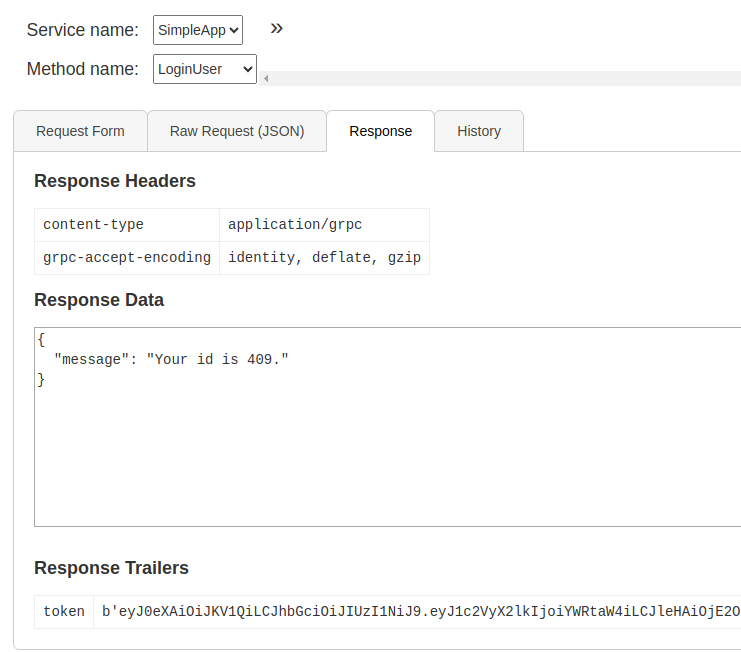 Service name: SimpleApp »
Method name: LoginUser
Request Form Raw Request (JSON) Response History
Response Headers
content-type application/grpc
grpc-accept-encoding identity, deflate, gzip
Response Data
{
"message": "Your id is 409."
}
Response Trailers
token b'eyJ0eXAiOiJKV1QiLCJhbGciOiJIUzI1NiJ9.eyJ1c2VyX2lkIjoiYWRtaW4iLCJleHAiOjE2O